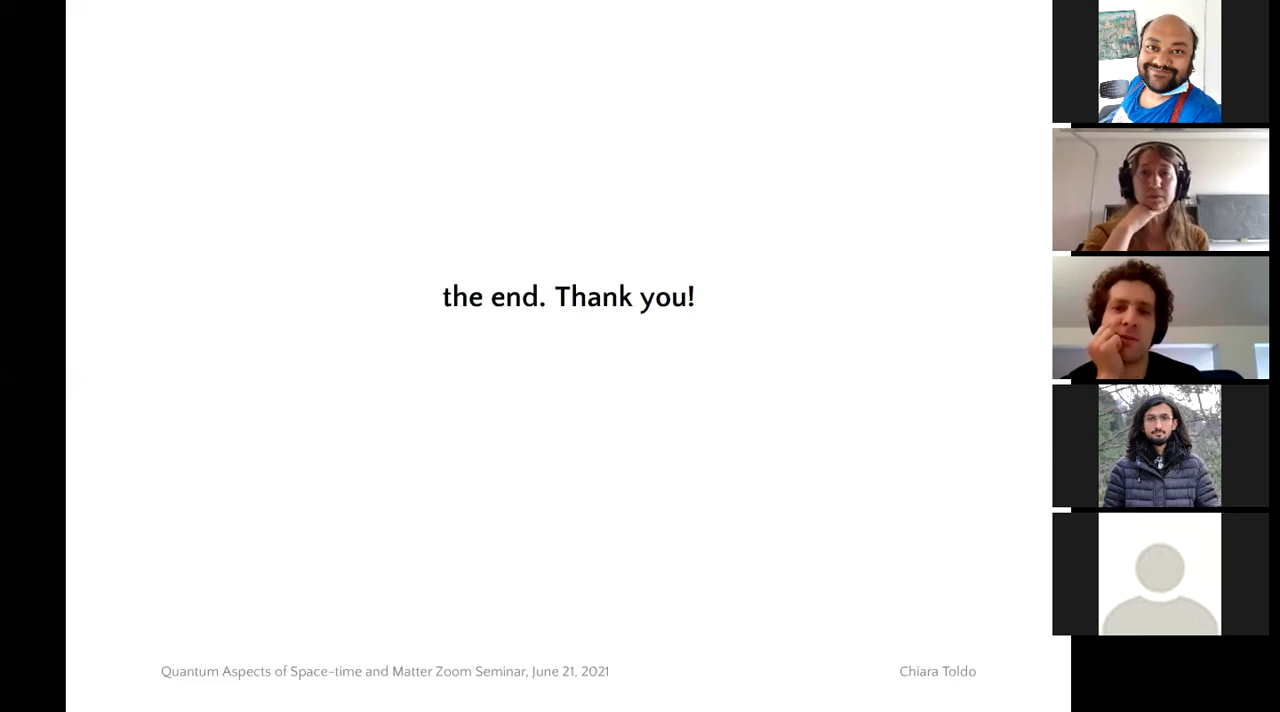 the end. Thank you!
Quantum Aspects of Space-time and Matter Zoom Seminar, June 21, 2021
Chiara Toldo